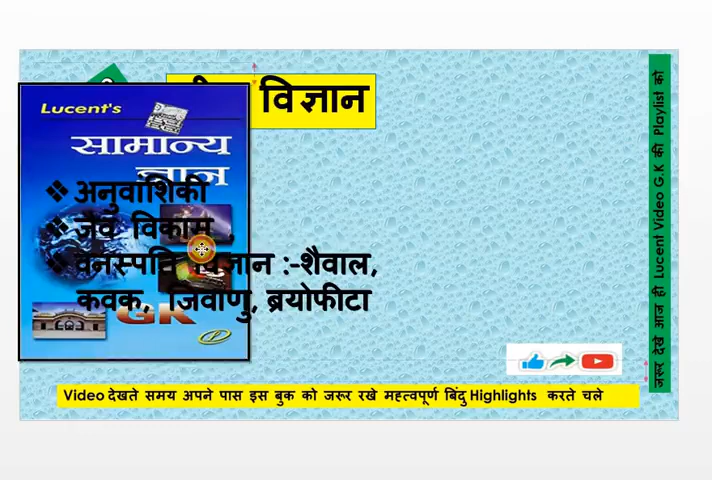 विज्ञान
Lucent's
सामान्य
ज्ञान
❖ अनुवाशिकी
❖ जैव विकास ,
❖ वनस्पति विज्ञान :-शैवाल,
कवक, जिवाणु, ब्रयोफीटा
GK
Video देखते समय अपने पास इस बुक को जरूर रखे महत्वपूर्ण बिंदु Highlights करते चले
जरूर देखे आज ही Lucent Video G.K की Playlist को